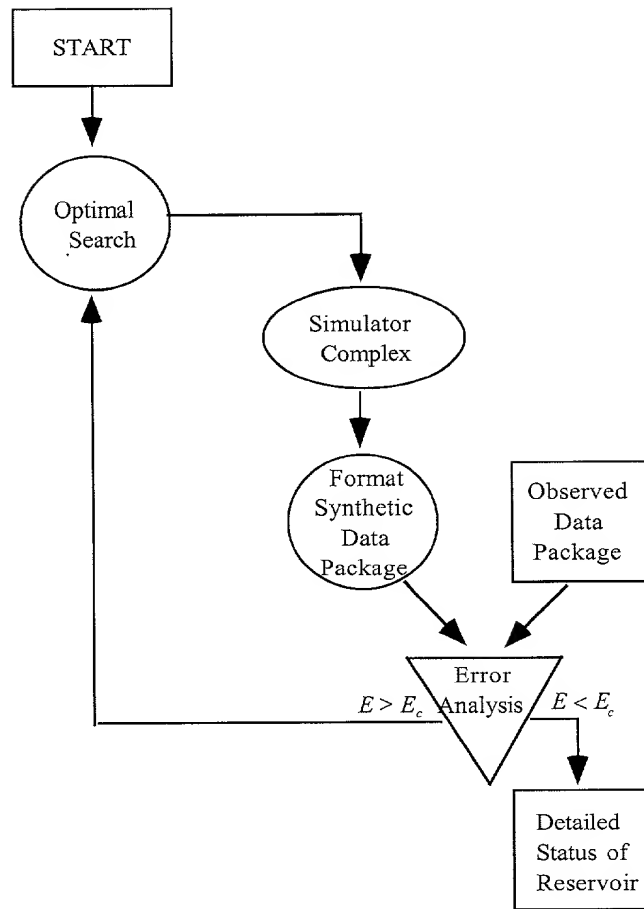 START
Optimal
Search
Simulator
Complex
Format
Synthetic
Data
Package
Observed
Data
Package
Error
Analysis
E > E_c
E < E_c
Detailed
Status of
Reservoir